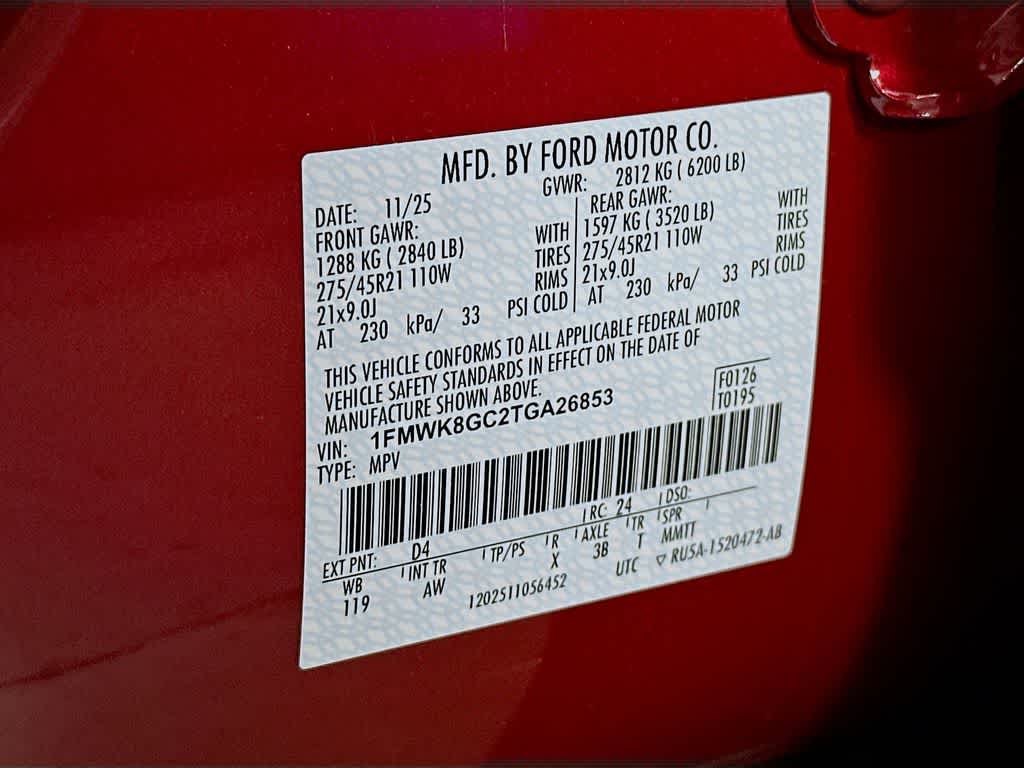 MFD. BY FORD MOTOR CO.
DATE: 11/25 GVWR: 2812 KG ( 6200 LB)
FRONT GAWR: REAR GAWR:
1288 KG ( 2840 LB) WITH 1597 KG ( 3520 LB) WITH
275/45R21 110W TIRES 275/45R21 110W TIRES
21x9.0J RIMS 21x9.0J RIMS
AT 230 kPa/ 33 PSI COLD AT 230 kPa/ 33 PSI COLD
THIS VEHICLE CONFORMS TO ALL APPLICABLE FEDERAL MOTOR
VEHICLE SAFETY STANDARDS IN EFFECT ON THE DATE OF
MANUFACTURE SHOWN ABOVE.
F0126
VIN: 1FMWK8GC2TGA26853 T0195
TYPE: MPV
EXT PNT: D4 RC: 24 DSO:
WB INT TR TP/PS R AXLE TR SPR
119 AW X 3B T MMTT
1202511056452 UTC ▽ RU5A-1520472-AB